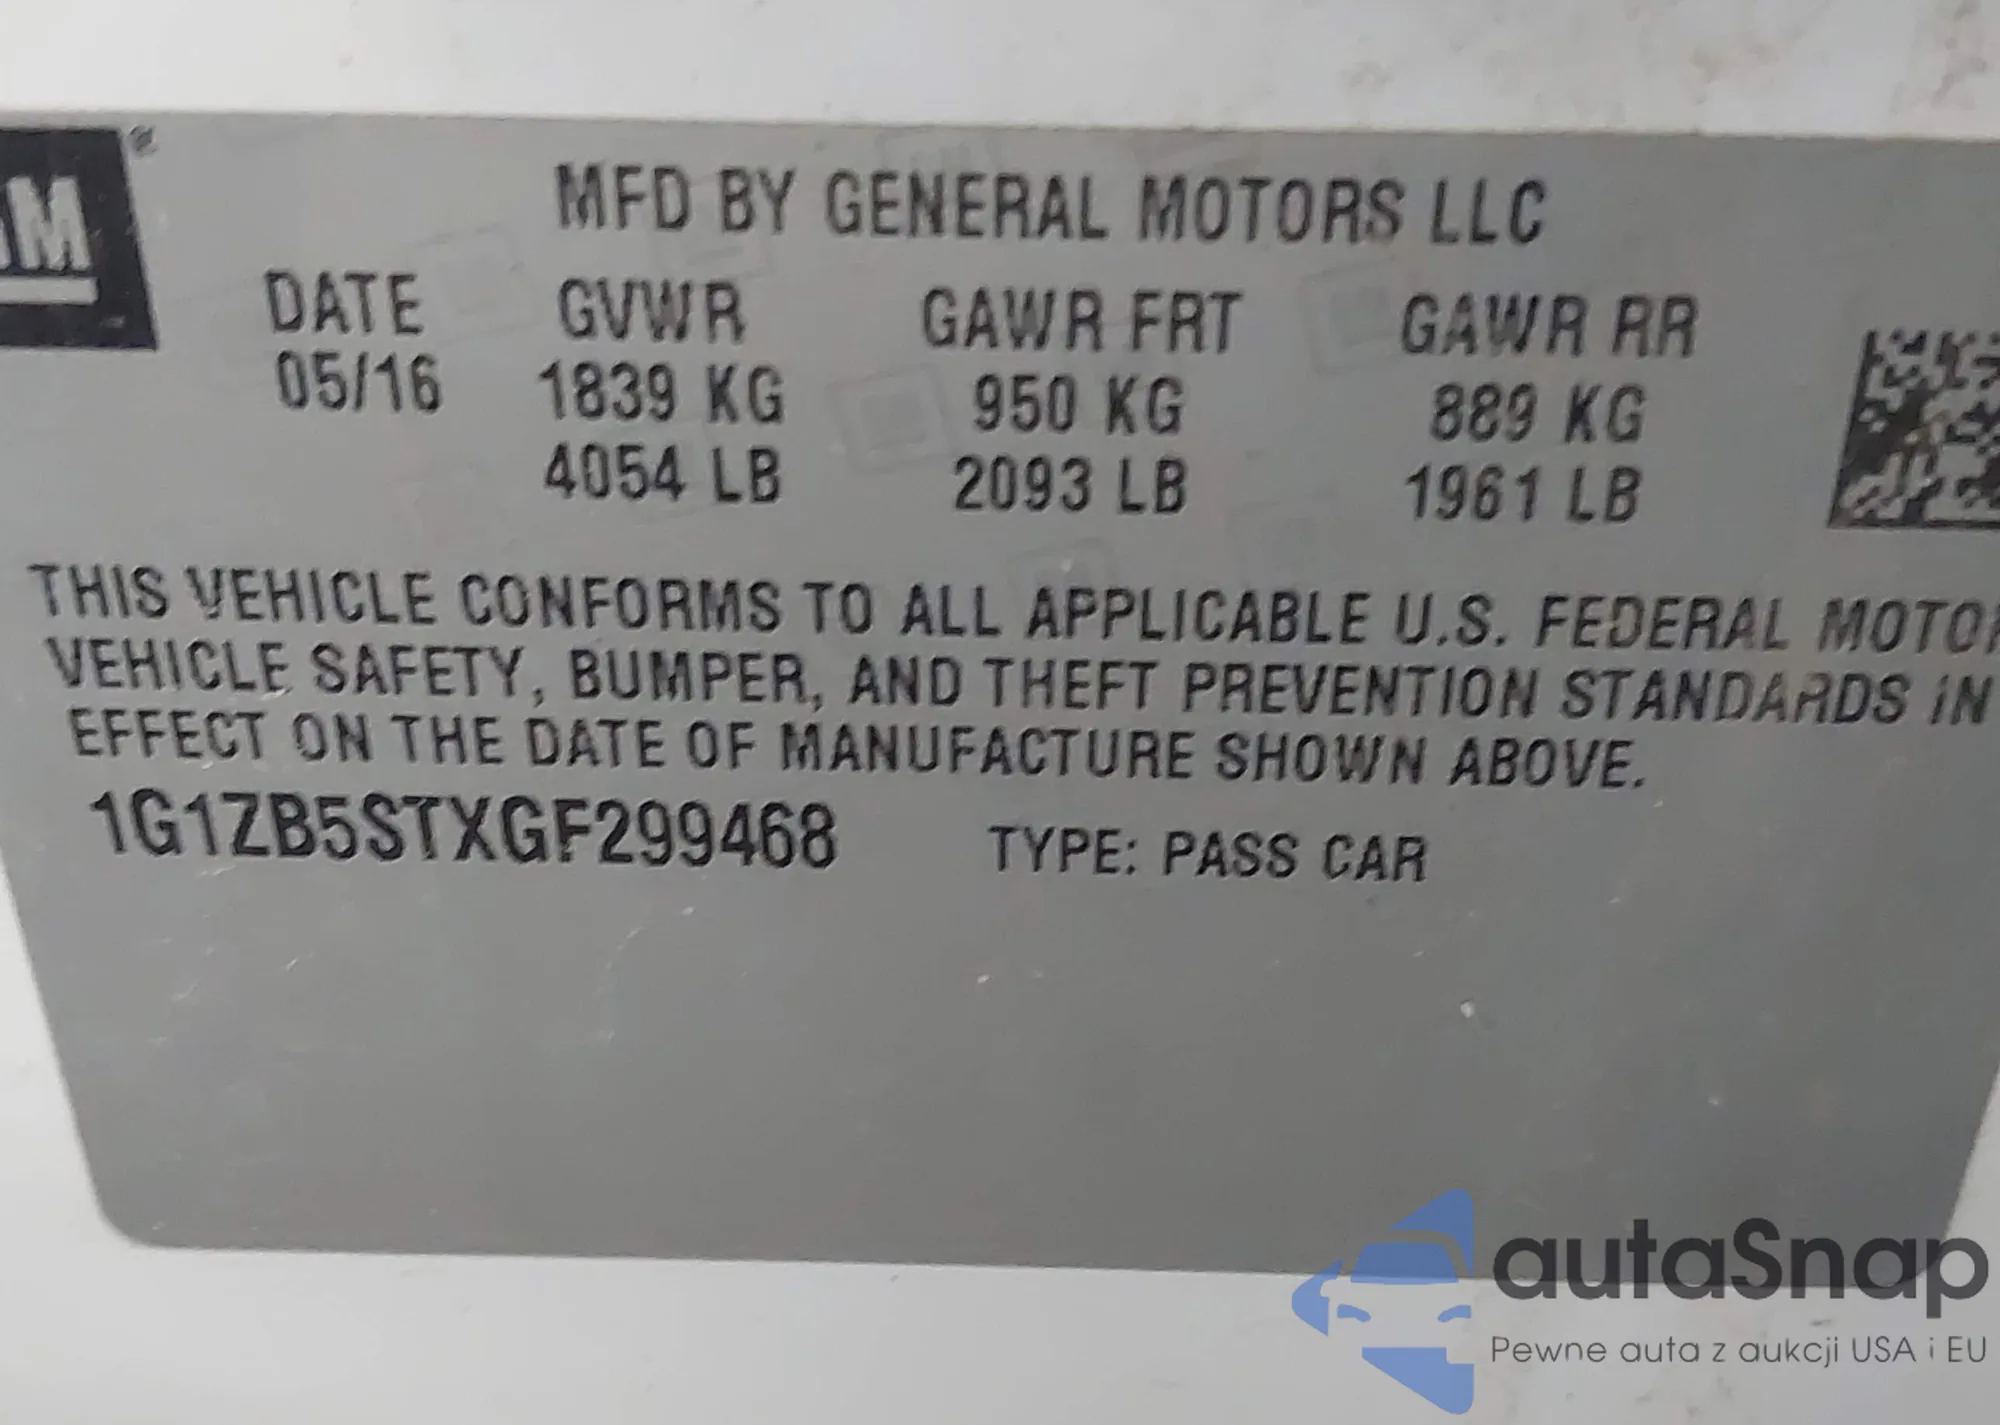 MFD BY GENERAL MOTORS LLC
DATE GVWR GAWR FRT GAWR RR
05/16 1839 KG 950 KG 889 KG
4054 LB 2093 LB 1961 LB
THIS VEHICLE CONFORMS TO ALL APPLICABLE U.S. FEDERAL MOTOR
VEHICLE SAFETY, BUMPER, AND THEFT PREVENTION STANDARDS IN
EFFECT ON THE DATE OF MANUFACTURE SHOWN ABOVE.
1G1ZB5STXGF299468 TYPE: PASS CAR
autaSnap
Pewne auta z aukcji USA i EU